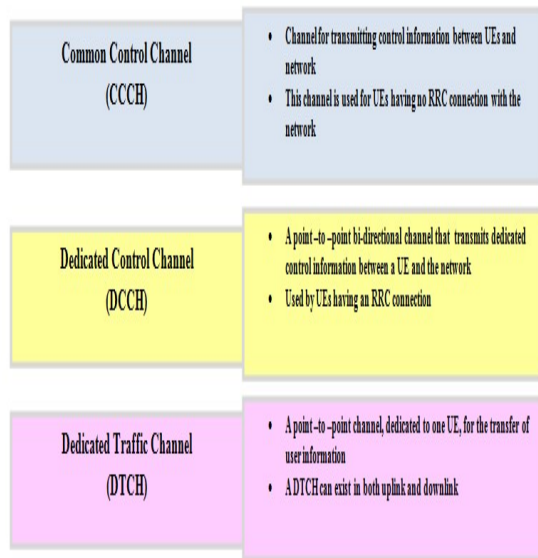 Common Control Channel
(CCCH)
• Channel for transmitting control information between UEs and
network
• This channel is used for UEs having no RRC connection with the
network
Dedicated Control Channel
(DCCH)
• A point –to –point bi-directional channel that transmits dedicated
control information between a UE and the network
• Used by UEs having an RRC connection
Dedicated Traffic Channel
(DTCH)
• A point –to –point channel, dedicated to one UE, for the transfer of
user information
• A DTCH can exist in both uplink and downlink